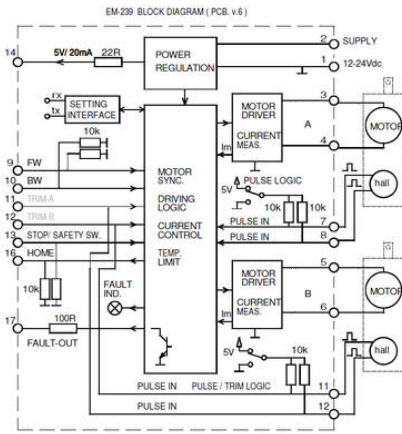 EM-239 BLOCK DIAGRAM ( PCB. v.6 )
14
5V/ 20mA
22R
POWER
REGULATION
2 SUPPLY
1 12-24Vdc
rx
tx
SETTING
INTERFACE
10k
MOTOR
DRIVER
CURRENT
MEAS.
A
Im
3
4
MOTOR
hall
9 FW
10 BW
11 TRIM-A
12 TRIM-B
13 STOP/ SAFETY SW.
16 HOME
10k
MOTOR
SYNC.
DRIVING
LOGIC
CURRENT
CONTROL
TEMP.
LIMIT
5V
PULSE LOGIC
10k
10k
PULSE IN 7
PULSE IN 8
FAULT
IND.
17
100R
FAULT-OUT
MOTOR
DRIVER
CURRENT
MEAS.
B
Im
5
6
MOTOR
hall
5V
10k
PULSE IN PULSE / TRIM LOGIC 11
PULSE IN 12